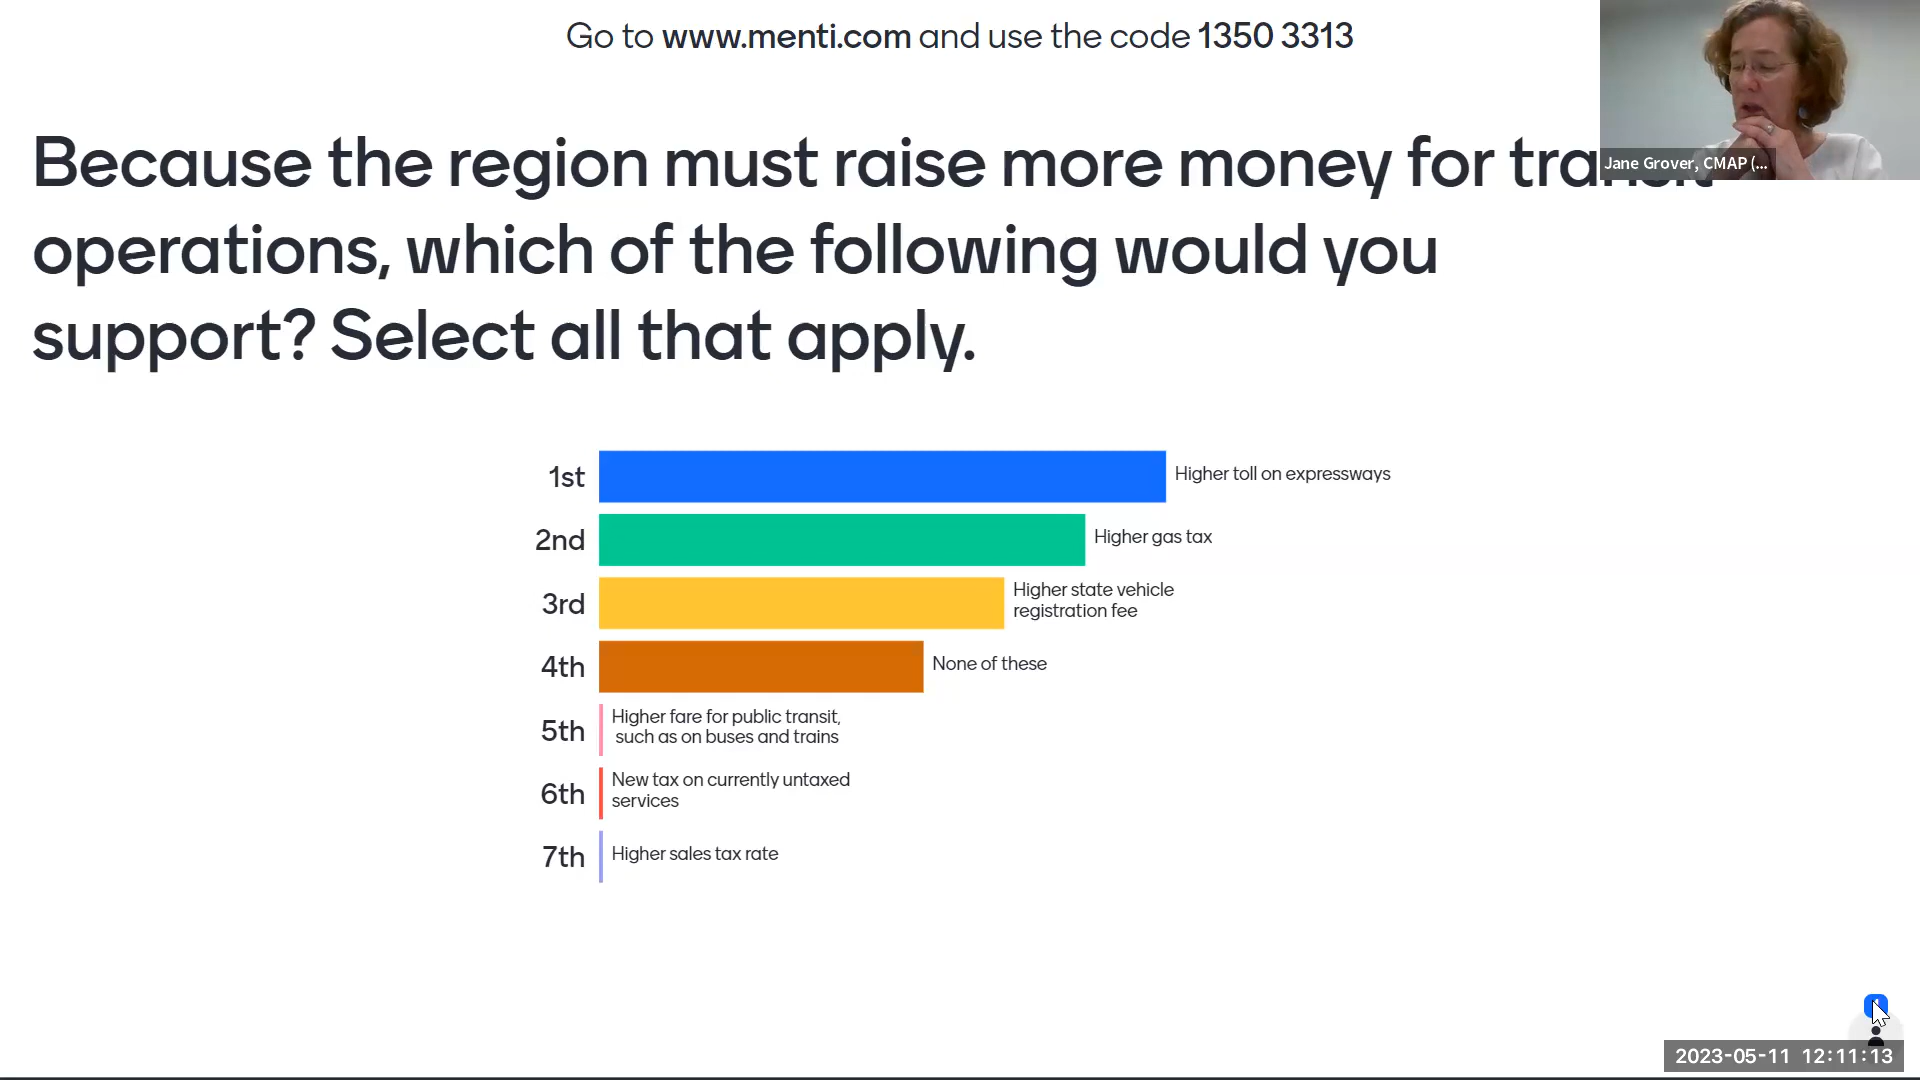 Go to www.menti.com and use the code 1350 3313
Because the region must raise more money for transit
operations, which of the following would you
support? Select all that apply.
Jane Grover, CMAP (...
1st
Higher toll on expressways
2nd
Higher gas tax
3rd
Higher state vehicle
registration fee
4th
None of these
5th
Higher fare for public transit,
such as on buses and trains
6th
New tax on currently untaxed
services
7th
Higher sales tax rate
2023-05-11 12:11:13